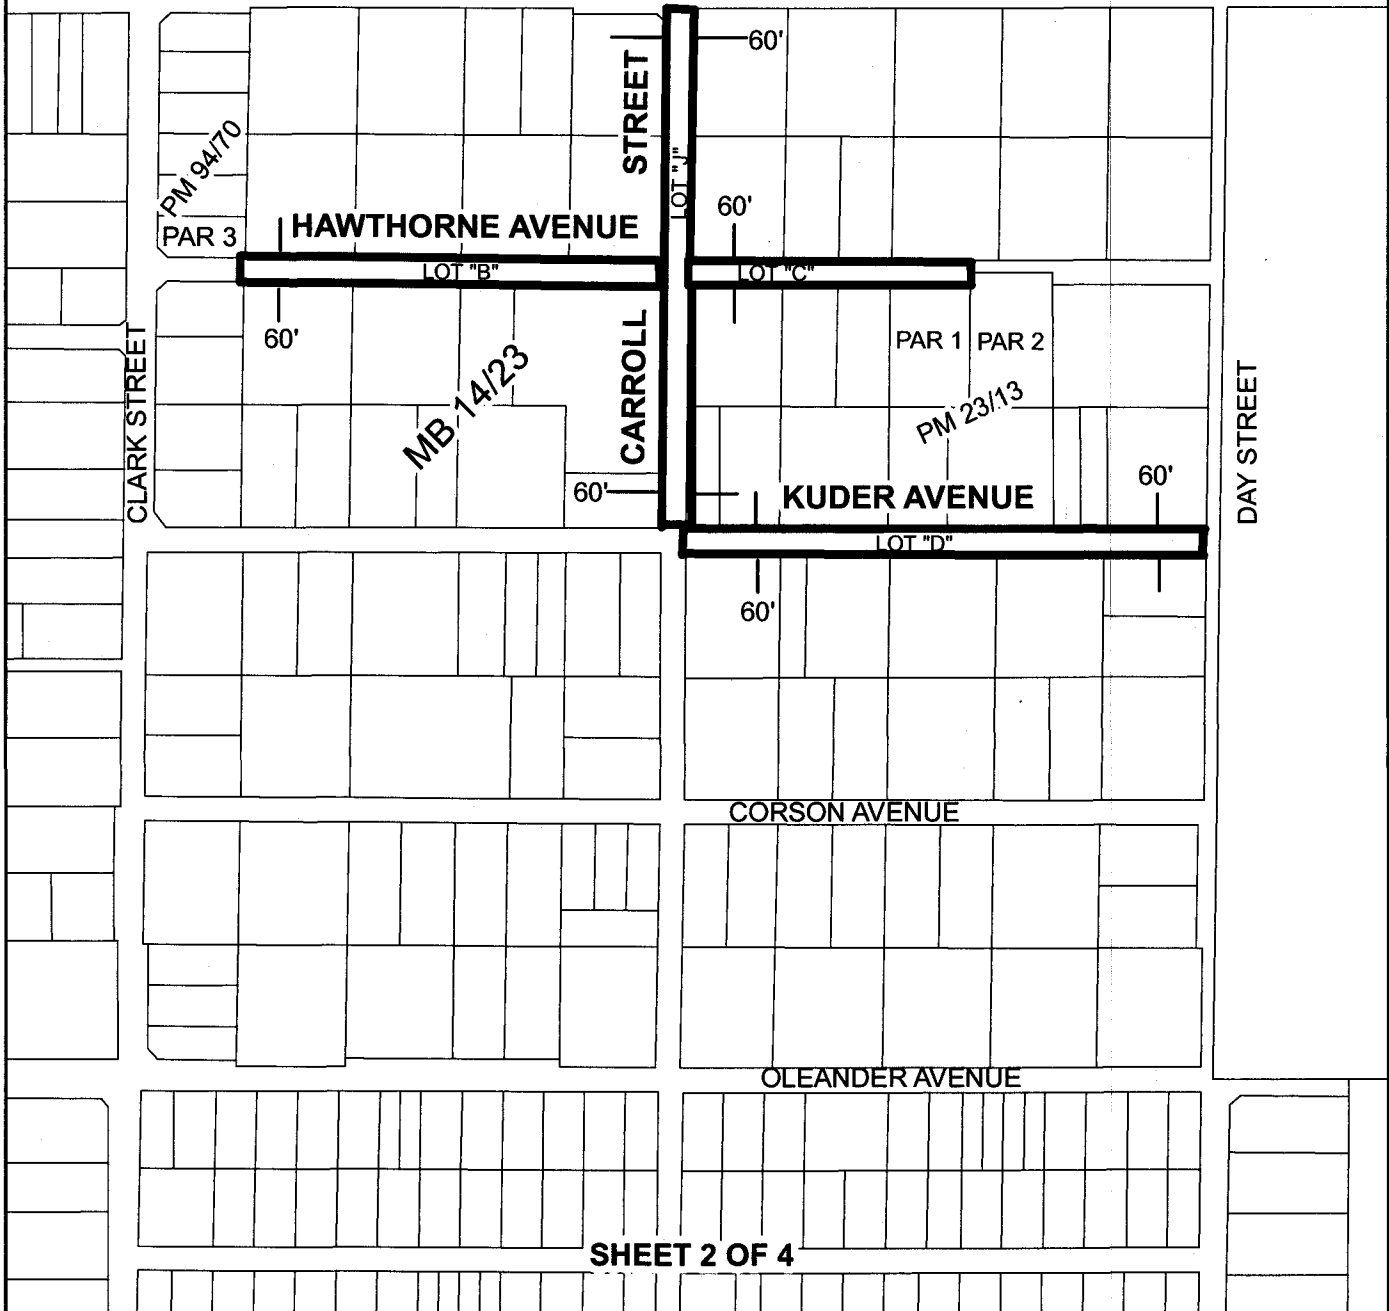 60'
STREET
LOT "J"
PM 94/70
60'
HAWTHORNE AVENUE
PAR 3
LOT "B"
LOT "C"
60'
CARROLL
PAR 1
PAR 2
CLARK STREET
MB 14/23
PM 23/13
DAY STREET
60'
60'
KUDER AVENUE
LOT "D"
60'
CORSON AVENUE
OLEANDER AVENUE
SHEET 2 OF 4